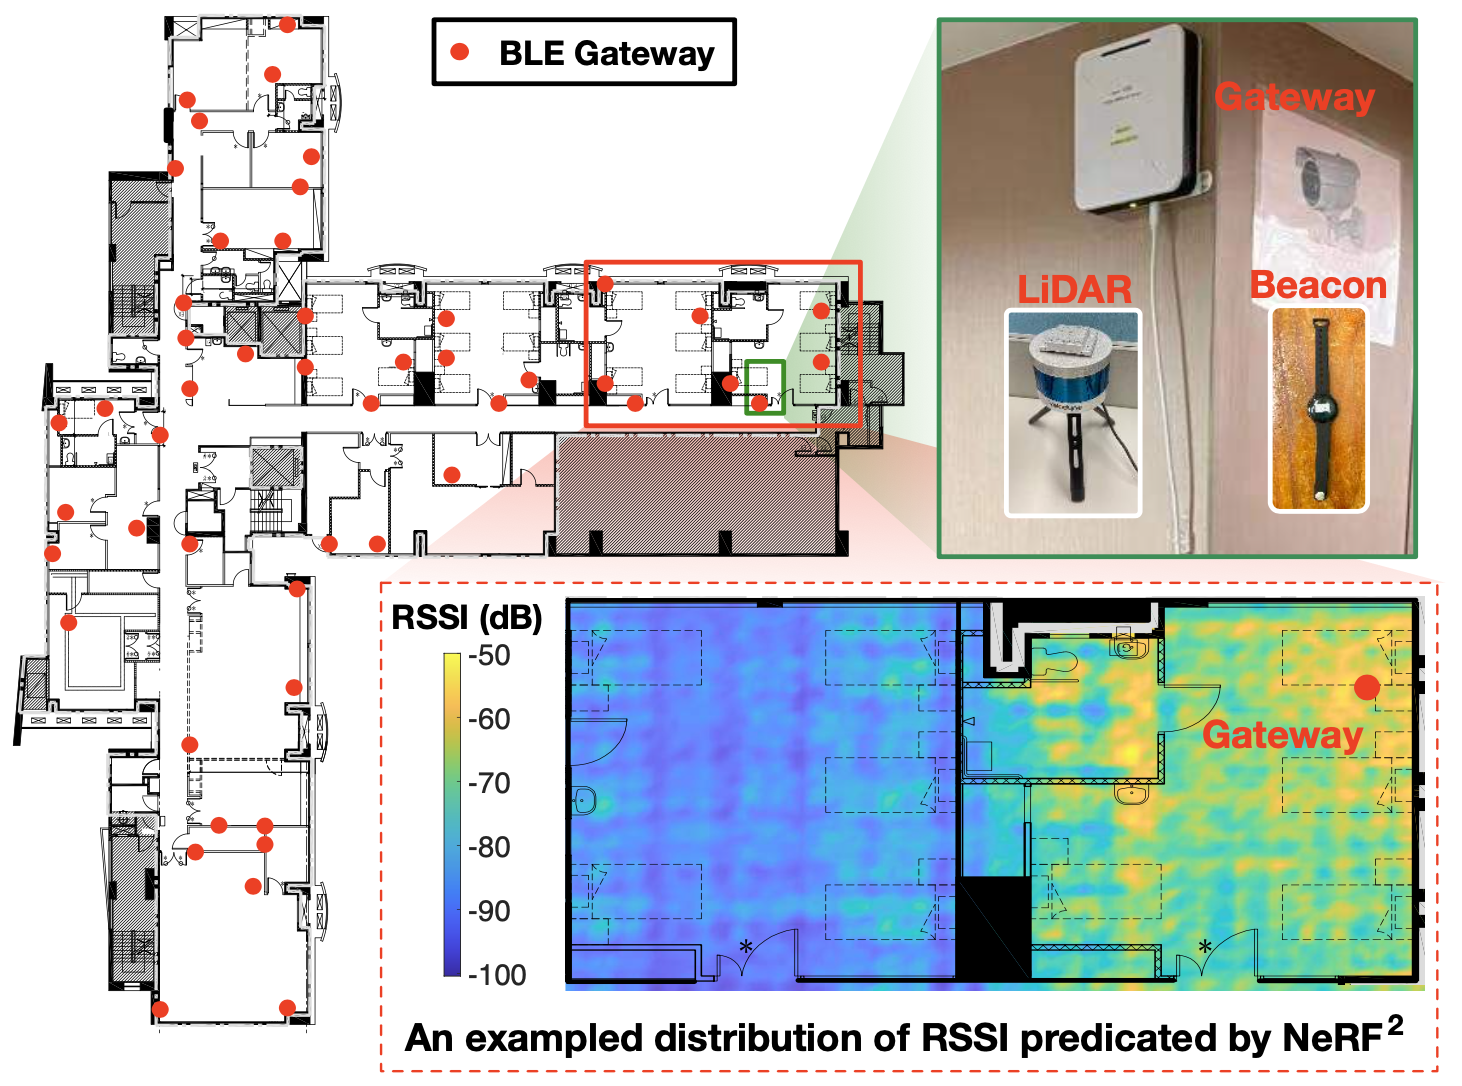 BLE Gateway
Gateway
LiDAR
Beacon
RSSI (dB)
-50
-60
-70
-80
-90
-100
Gateway
*
*
An exampled distribution of RSSI predicated by NeRF²